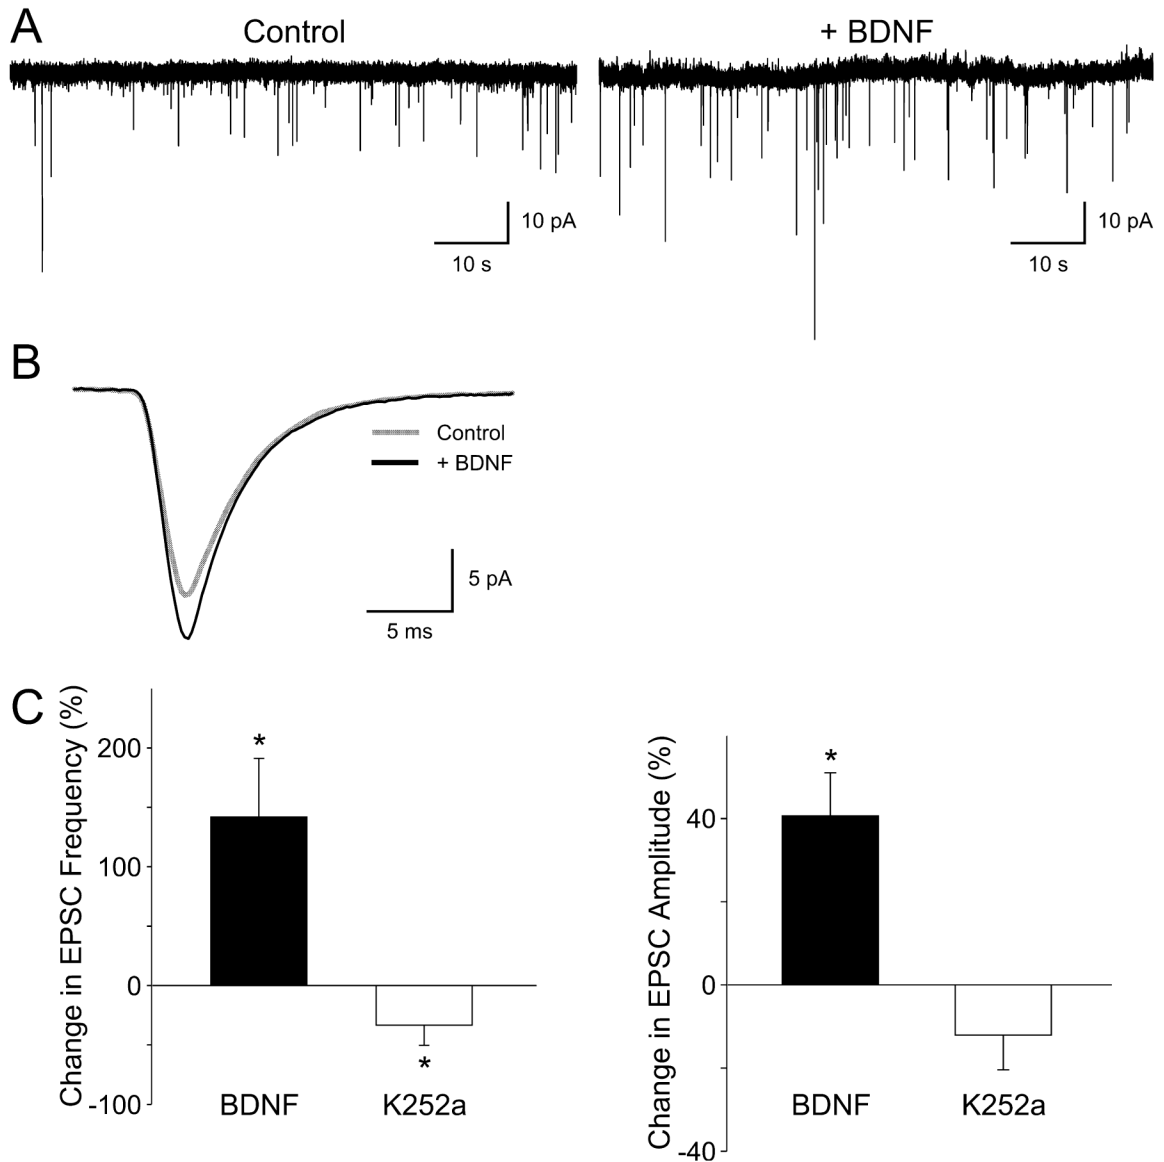 A
Control
+ BDNF
10 pA
10 s
10 pA
10 s
B
Control
+ BDNF
5 pA
5 ms
C
Change in EPSC Frequency (%)
200
100
0
-100
*
*
BDNF
K252a
Change in EPSC Amplitude (%)
40
0
-40
*
BDNF
K252a